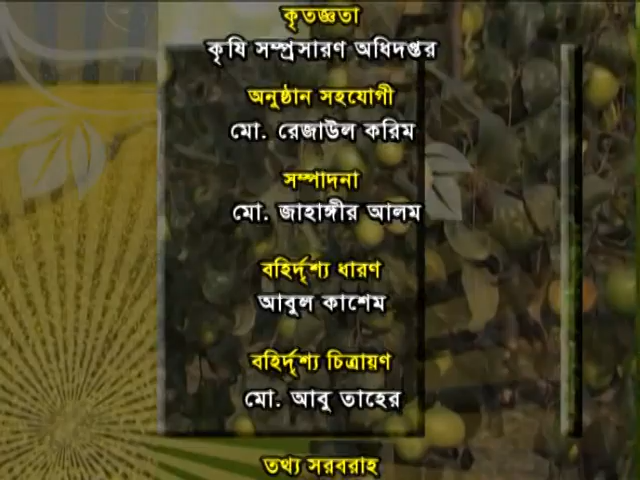 কৃতজ্ঞতা
কৃষি সম্প্রসারণ অধিদপ্তর
অনুষ্ঠান সহযোগী
মো. রেজাউল করিম
সম্পাদনা
মো. জাহাঙ্গীর আলম
বহির্দৃশ্য ধারণ
আবুল কাশেম
বহির্দৃশ্য চিত্রায়ণ
মো. আবু তাহের
তথ্য সরবরাহ